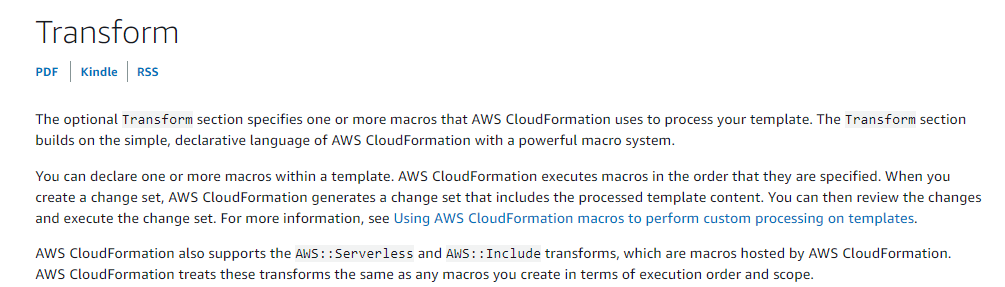 Transform
PDF
Kindle
RSS
The optional Transform section specifies one or more macros that AWS CloudFormation uses to process your template. The Transform section
builds on the simple, declarative language of AWS CloudFormation with a powerful macro system.
You can declare one or more macros within a template. AWS CloudFormation executes macros in the order that they are specified. When you
create a change set, AWS CloudFormation generates a change set that includes the processed template content. You can then review the changes
and execute the change set. For more information, see Using AWS CloudFormation macros to perform custom processing on templates.
AWS CloudFormation also supports the AWS::Serverless and AWS::Include transforms, which are macros hosted by AWS CloudFormation.
AWS CloudFormation treats these transforms the same as any macros you create in terms of execution order and scope.